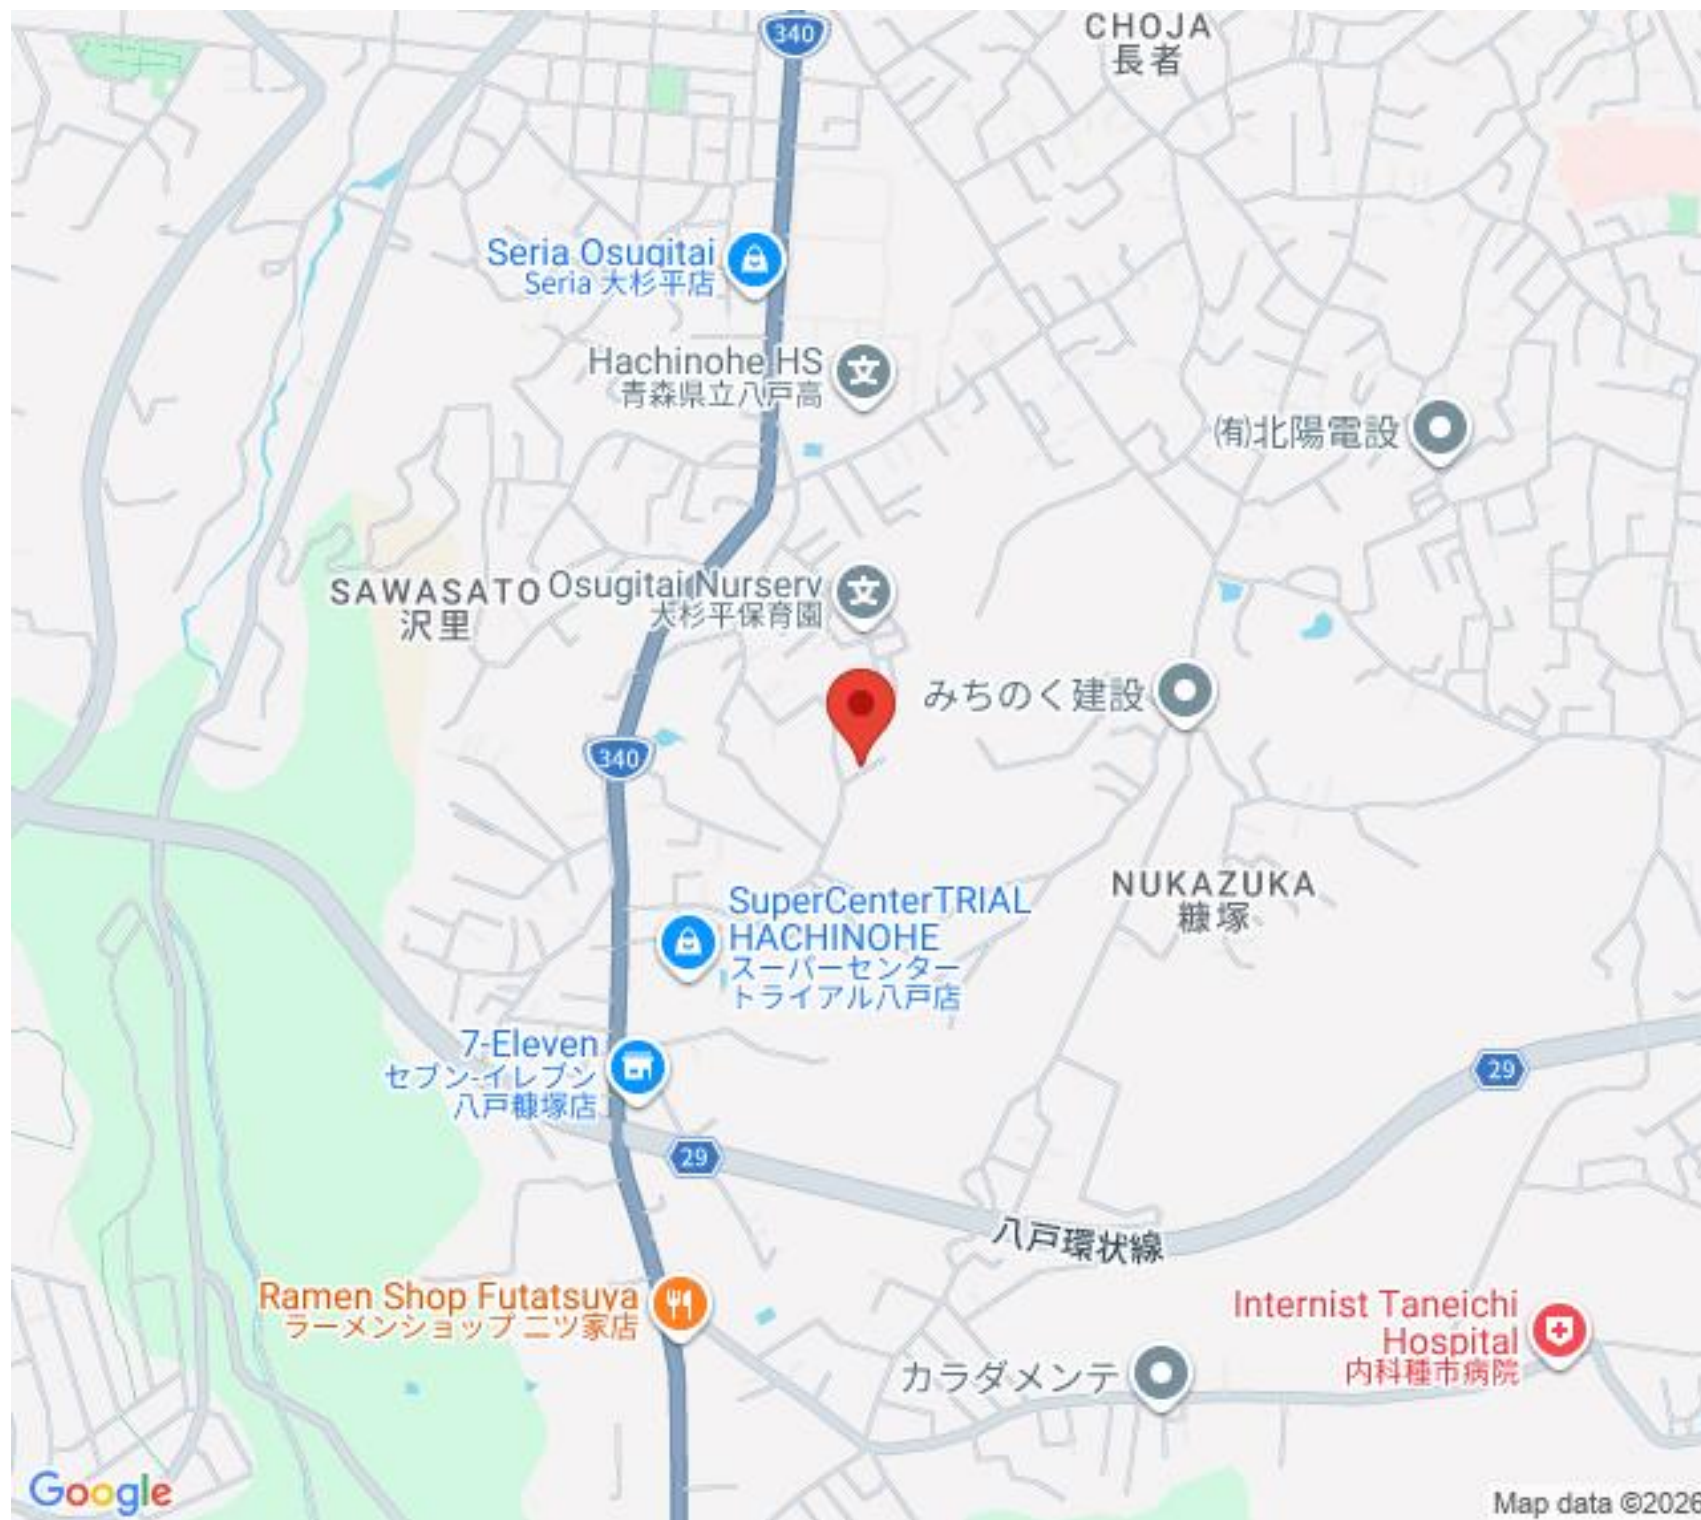 340
CHOJA
長者
Seria Osugitai
Seria 大杉平店
Hachinohe HS
青森県立八戸高
㈲北陽電設
SAWASATO
沢里
Osugitai Nursery
大杉平保育園
みちのく建設
340
NUKAZUKA
糠塚
SuperCenterTRIAL
HACHINOHE
スーパーセンター
トライアル八戸店
7-Eleven
セブン-イレブン
八戸糠塚店
29
29
八戸環状線
Ramen Shop Futatsuya
ラーメンショップ 二ツ家店
Internist Taneichi
Hospital
内科種市病院
カラダメンテ
Google
Map data ©2026